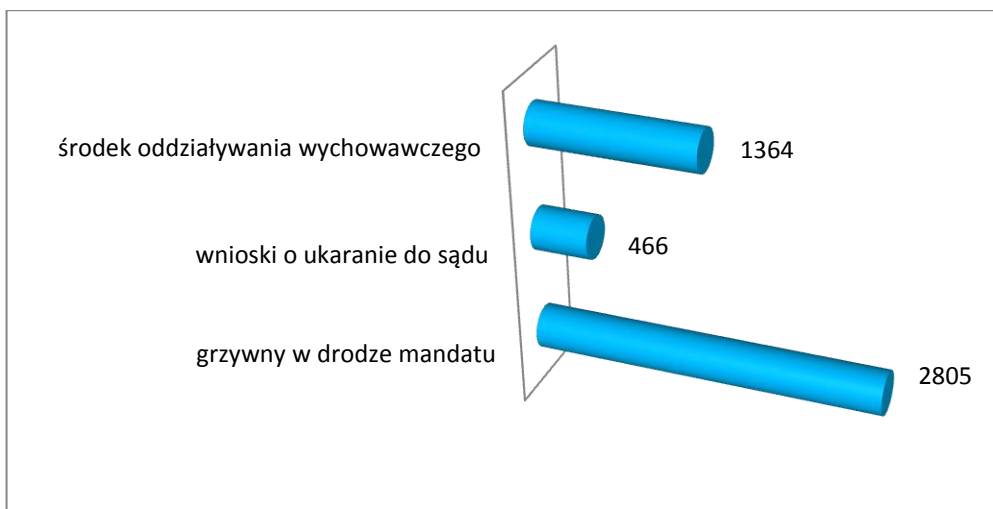 środek oddziaływania wychowawczego 1364
wnioski o ukaranie do sądu 466
grzywny w drodze mandatu 2805